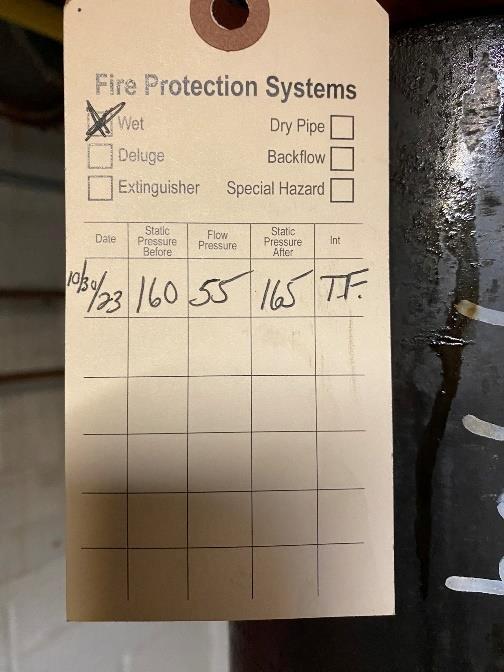 Fire Protection Systems
Wet Dry Pipe
Deluge Backflow
Extinguisher Special Hazard
Date Static Pressure Before Flow Pressure Static Pressure After Int
10/30/23 160 55 165 T.F.